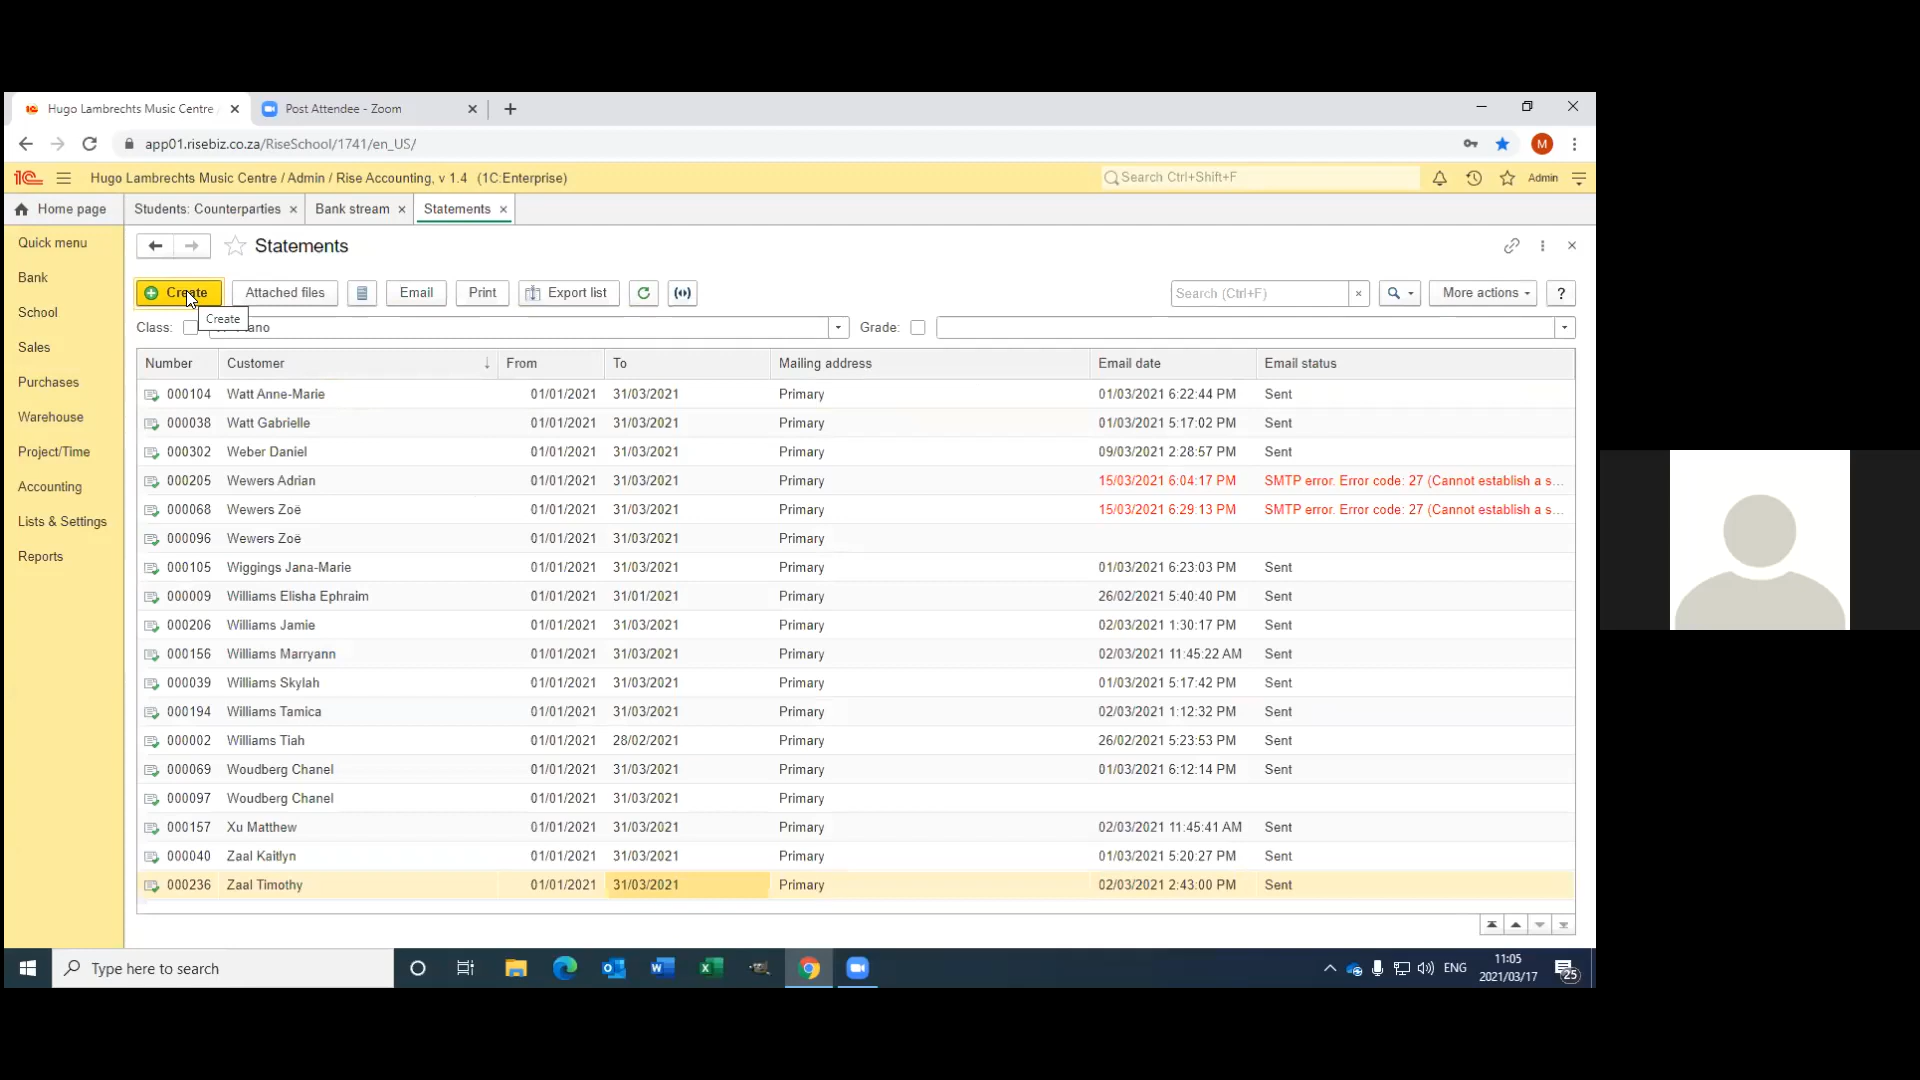 Hugo Lambrechts Music Centre
Post Attendee - Zoom
app01.risebiz.co.za/RiseSchool/1741/en_US/
M
Hugo Lambrechts Music Centre / Admin / Rise Accounting, v 1.4 (1C:Enterprise)
Search Ctrl+Shift+F
Admin
Home page
Students: Counterparties
Bank stream
Statements
Quick menu
Bank
School
Sales
Purchases
Warehouse
Project/Time
Accounting
Lists & Settings
Reports
Statements
Create
Attached files
Email
Print
Export list
Search (Ctrl+F)
More actions
?
Create
Class:
Grade:
Number Customer From To Mailing address Email date Email status
000104 Watt Anne-Marie 01/01/2021 31/03/2021 Primary 01/03/2021 6:22:44 PM Sent
000038 Watt Gabrielle 01/01/2021 31/03/2021 Primary 01/03/2021 5:17:02 PM Sent
000302 Weber Daniel 01/01/2021 31/03/2021 Primary 09/03/2021 2:28:57 PM Sent
000205 Wewers Adrian 01/01/2021 31/03/2021 Primary 15/03/2021 6:04:17 PM SMTP error. Error code: 27 (Cannot establish a s...
000068 Wewers Zoë 01/01/2021 31/03/2021 Primary 15/03/2021 6:29:13 PM SMTP error. Error code: 27 (Cannot establish a s...
000096 Wewers Zoë 01/01/2021 31/03/2021 Primary
000105 Wiggings Jana-Marie 01/01/2021 31/03/2021 Primary 01/03/2021 6:23:03 PM Sent
000009 Williams Elisha Ephraim 01/01/2021 31/01/2021 Primary 26/02/2021 5:40:40 PM Sent
000206 Williams Jamie 01/01/2021 31/03/2021 Primary 02/03/2021 1:30:17 PM Sent
000156 Williams Marryann 01/01/2021 31/03/2021 Primary 02/03/2021 11:45:22 AM Sent
000039 Williams Skylah 01/01/2021 31/03/2021 Primary 01/03/2021 5:17:42 PM Sent
000194 Williams Tamica 01/01/2021 31/03/2021 Primary 02/03/2021 1:12:32 PM Sent
000002 Williams Tiah 01/01/2021 28/02/2021 Primary 26/02/2021 5:23:53 PM Sent
000069 Woudberg Chanel 01/01/2021 31/03/2021 Primary 01/03/2021 6:12:14 PM Sent
000097 Woudberg Chanel 01/01/2021 31/03/2021 Primary
000157 Xu Matthew 01/01/2021 31/03/2021 Primary 02/03/2021 11:45:41 AM Sent
000040 Zaal Kaitlyn 01/01/2021 31/03/2021 Primary 01/03/2021 5:20:27 PM Sent
000236 Zaal Timothy 01/01/2021 31/03/2021 Primary 02/03/2021 2:43:00 PM Sent
Type here to search
ENG
11:05
2021/03/17
25